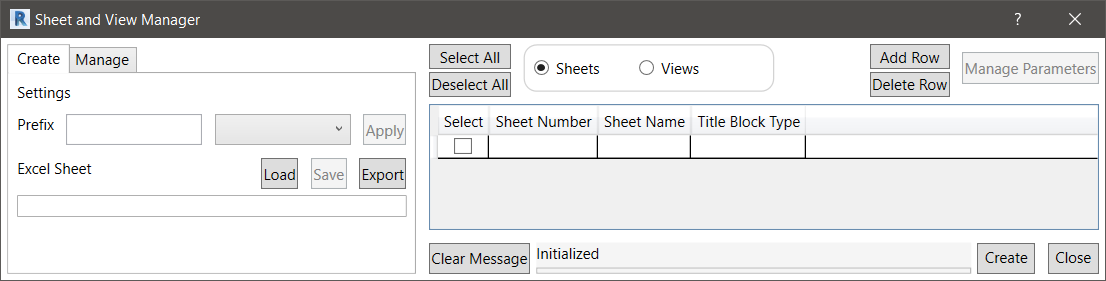 R Sheet and View Manager ?
Create Manage
Settings
Prefix Apply
Excel Sheet Load Save Export
Select All
Deselect All
Sheets Views
Add Row
Delete Row
Manage Parameters
Select Sheet Number Sheet Name Title Block Type
Clear Message Initialized Create Close